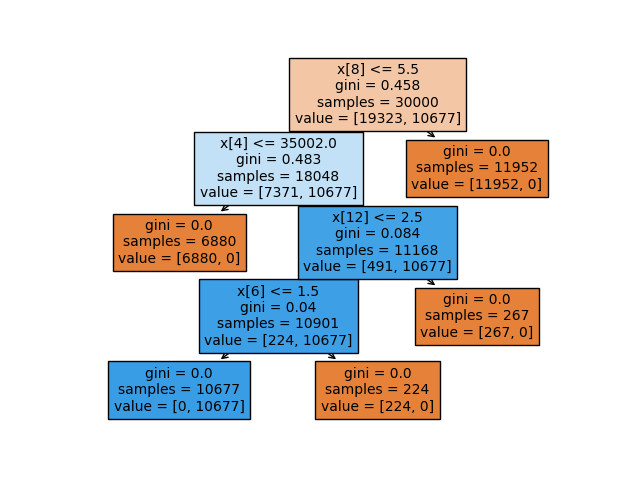 x[8] <= 5.5
gini = 0.458
samples = 30000
value = [19323, 10677]
x[4] <= 35002.0
gini = 0.483
samples = 18048
value = [7371, 10677]
gini = 0.0
samples = 11952
value = [11952, 0]
gini = 0.0
samples = 6880
value = [6880, 0]
x[12] <= 2.5
gini = 0.084
samples = 11168
value = [491, 10677]
x[6] <= 1.5
gini = 0.04
samples = 10901
value = [224, 10677]
gini = 0.0
samples = 267
value = [267, 0]
gini = 0.0
samples = 10677
value = [0, 10677]
gini = 0.0
samples = 224
value = [224, 0]